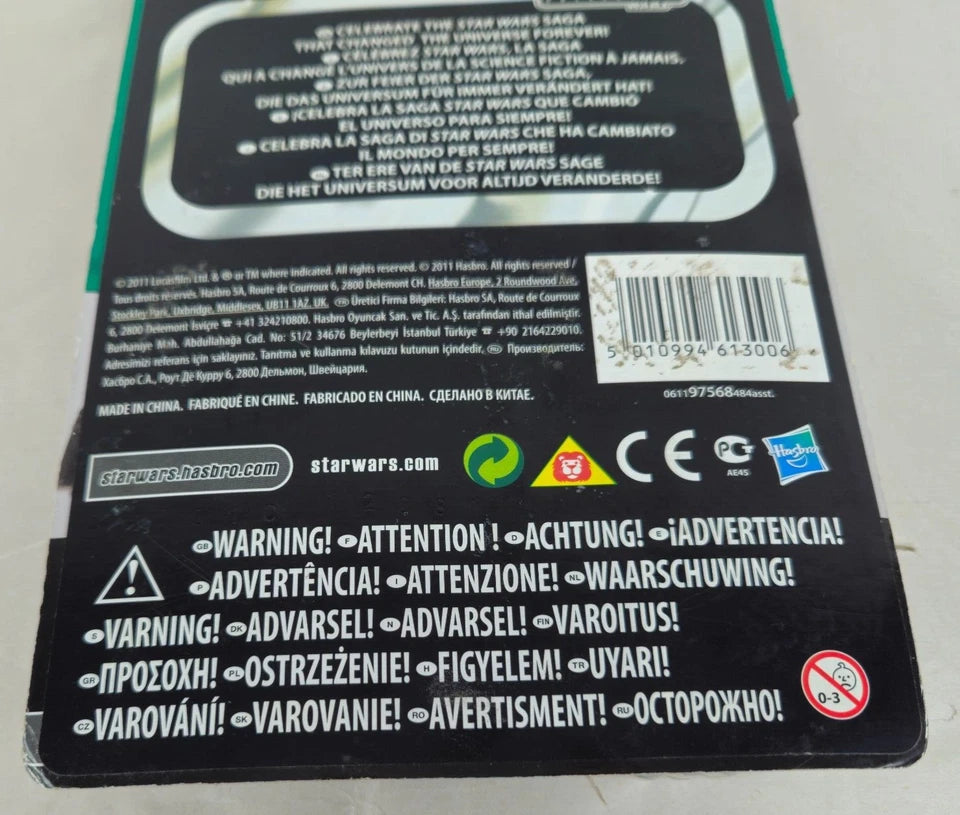 GB CELEBRATE THE STAR WARS SAGA
THAT CHANGED THE UNIVERSE FOREVER!
F CELEBREZ STAR WARS, LA SAGA
QUI A CHANGÉ L'UNIVERS DE LA SCIENCE FICTION À JAMAIS.
D ZUR FEIER DER STAR WARS SAGA,
DIE DAS UNIVERSUM FÜR IMMER VERÄNDERT HAT!
E ¡CELEBRA LA SAGA STAR WARS QUE CAMBIÓ
EL UNIVERSO PARA SIEMPRE!
I CELEBRA LA SAGA DI STAR WARS CHE HA CAMBIATO
IL MONDO PER SEMPRE!
NL TER ERE VAN DE STAR WARS SAGE
DIE HET UNIVERSUM VOOR ALTIJD VERANDERDE!
© 2011 Lucasfilm Ltd. & ® or TM where indicated. All rights reserved. © 2011 Hasbro. All rights reserved /
Tous droits réservés. Hasbro SA, Route de Courroux 6, 2800 Delemont CH. Hasbro Europe, 2 Roundwood Ave,
Stockley Park, Uxbridge, Middlesex, UB11 1AZ. UK. TR Üretici Firma Bilgileri: Hasbro SA, Route de Courroux
6, 2800 Delemont İsviçre ☎ +41 324210800. Hasbro Oyuncak San. ve Tic. A.Ş. tarafından ithal edilmiştir.
Burhaniye Mah. Abdullahağa Cad. No: 51/2 34676 Beylerbeyi İstanbul Türkiye ☎ +90 2164229010.
Adresimizi referans için saklayınız. Tanıtma ve kullanma kılavuzu kutunun içindedir. RU Производитель:
Хасбро С.А., Роут Де Курру 6, 2800 Дельмон, Швейцария.
5 010994 613006
MADE IN CHINA. FABRIQUÉ EN CHINE. FABRICADO EN CHINA. СДЕЛАНО В КИТАЕ.
061197568484asst.
starwars.hasbro.com
starwars.com
CE
РСТ
AE45
Hasbro
GB WARNING! F ATTENTION ! D ACHTUNG! E ¡ADVERTENCIA!
P ADVERTÊNCIA! I ATTENZIONE! NL WAARSCHUWING!
S VARNING! DK ADVARSEL! N ADVARSEL! FIN VAROITUS!
GR ΠΡΟΣΟΧΗ! PL OSTRZEŻENIE! H FIGYELEM! TR UYARI!
CZ VAROVÁNÍ! SK VAROVANIE! RO AVERTISMENT! RU ОСТОРОЖНО!
0-3